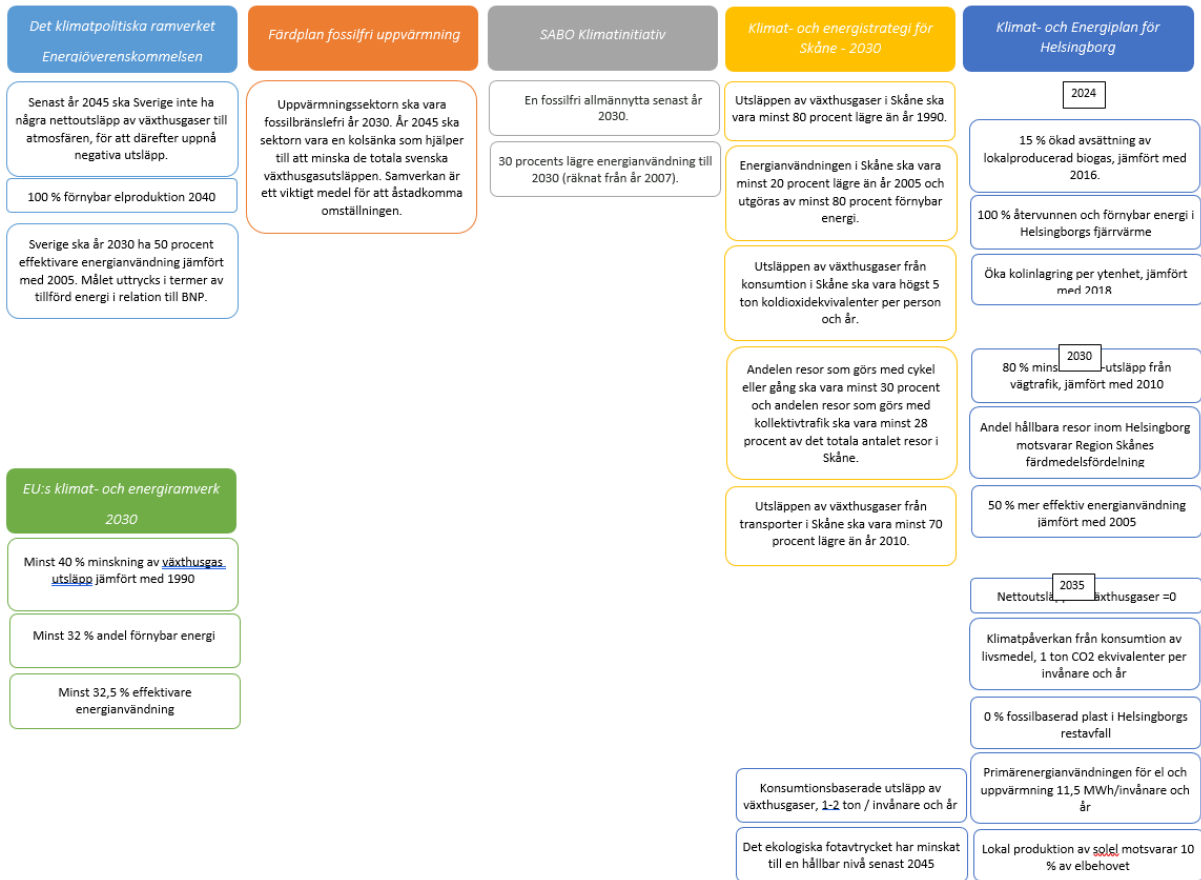 Det klimatpolitiska ramverket
Energiöverenskommelsen
Senast år 2045 ska Sverige inte ha
några nettoutsläpp av växthusgaser till
atmosfären, för att därefter uppnå
negativa utsläpp.
100 % förnybar elproduktion 2040
Sverige ska år 2030 ha 50 procent
effektivare energianvändning jämfört
med 2005. Målet uttrycks i termer av
tillförd energi i relation till BNP.
EU:s klimat- och energiramverk
2030
Minst 40 % minskning av växthusgas
utsläpp jämfört med 1990
Minst 32 % andel förnybar energi
Minst 32,5 % effektivare
energianvändning
Färdplan fossilfri uppvärmning
Uppvärmningssektorn ska vara
fossilbränslefri år 2030. År 2045 ska
sektorn vara en kolsänka som hjälper
till att minska de totala svenska
växthusgasutsläppen. Samverkan är
ett viktigt medel för att åstadkomma
omställningen.
SABO Klimatinitiativ
En fossilfri allmännytta senast år
2030.
30 procents lägre energianvändning till
2030 (räknat från år 2007).
Klimat- och energistrategi för
Skåne - 2030
Utsläppen av växthusgaser i Skåne ska
vara minst 80 procent lägre än år 1990.
Energianvändningen i Skåne ska vara
minst 20 procent lägre än år 2005 och
utgöras av minst 80 procent förnybar
energi.
Utsläppen av växthusgaser från
konsumtion i Skåne ska vara högst 5
ton koldioxidekvivalenter per person
och år.
Andelen resor som görs med cykel
eller gång ska vara minst 30 procent
och andelen resor som görs med
kollektivtrafik ska vara minst 28
procent av det totala antalet resor i
Skåne.
Utsläppen av växthusgaser från
transporter i Skåne ska vara minst 70
procent lägre än år 2010.
Konsumtionsbaserade utsläpp av
växthusgaser, 1-2 ton / invånare och år
Det ekologiska fotavtrycket har minskat
till en hållbar nivå senast 2045
Klimat- och Energiplan för
Helsingborg
2024
15 % ökad avsättning av
lokalproducerad biogas, jämfört med
2016.
100 % återvunnen och förnybar energi i
Helsingborgs fjärrvärme
Öka kolinlagring per ytenhet, jämfört
med 2018
2030
80 % -utsläpp från
vägtrafik, jämfört med 2010
Andel hållbara resor inom Helsingborg
motsvarar Region Skånes
färdmedelsfördelning
50 % mer effektiv energianvändning
jämfört med 2005
2035
=0
Klimatpåverkan från konsumtion av
livsmedel, 1 ton CO2 ekvivalenter per
invånare och år
0 % fossilbaserad plast i Helsingborgs
restavfall
Primärenergianvändningen för el och
uppvärmning 11,5 MWh/invånare och
år
Lokal produktion av solel motsvarar 10
% av elbehovet